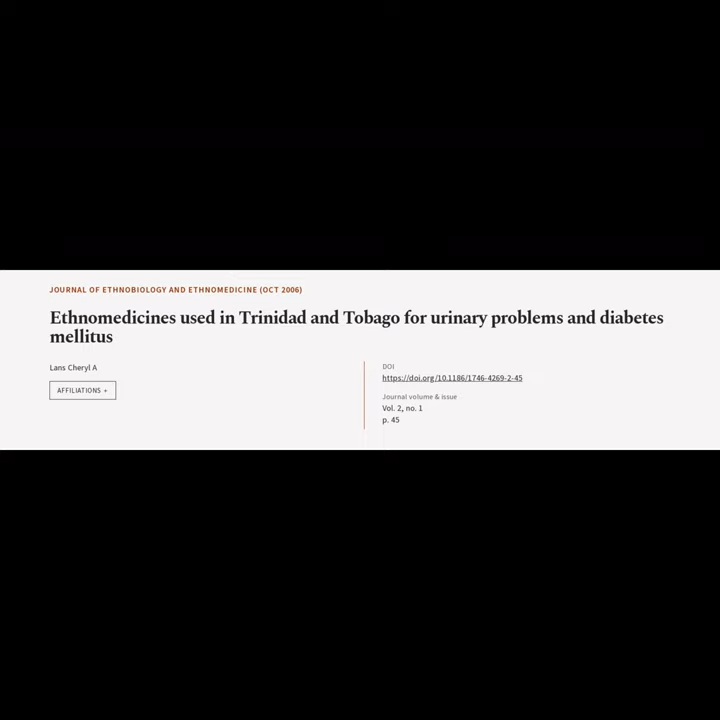 JOURNAL OF ETHNOBIOLOGY AND ETHNOMEDICINE (OCT 2006)
Ethnomedicines used in Trinidad and Tobago for urinary problems and diabetes
mellitus
Lans Cheryl A
AFFILIATIONS +
DOI
https://doi.org/10.1186/1746-4269-2-45
Journal volume & issue
Vol. 2, no. 1
p. 45